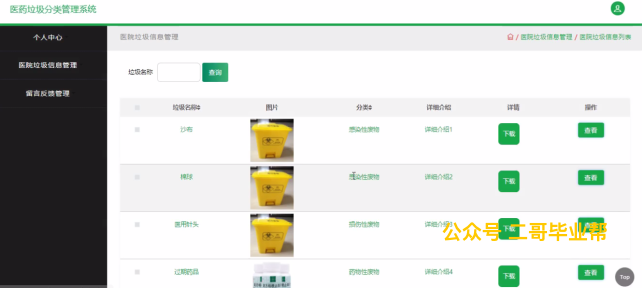 医药垃圾分类管理系统
个人中心
医院垃圾信息管理
留言反馈管理
医院垃圾信息管理
/ 医院垃圾信息管理 / 医院垃圾信息列表
垃圾名称
查询
垃圾名称 图片 分类 详细介绍 详情 操作
沙布 感染性废物 详细介绍1 下载 查看
棉球 感染性废物 详细介绍2 下载 查看
医用针头 损伤性废物 详细介绍3 下载 查看
公众号 二哥毕业帮
过期药品 药物性废物 详细介绍4 下载 查看
Top